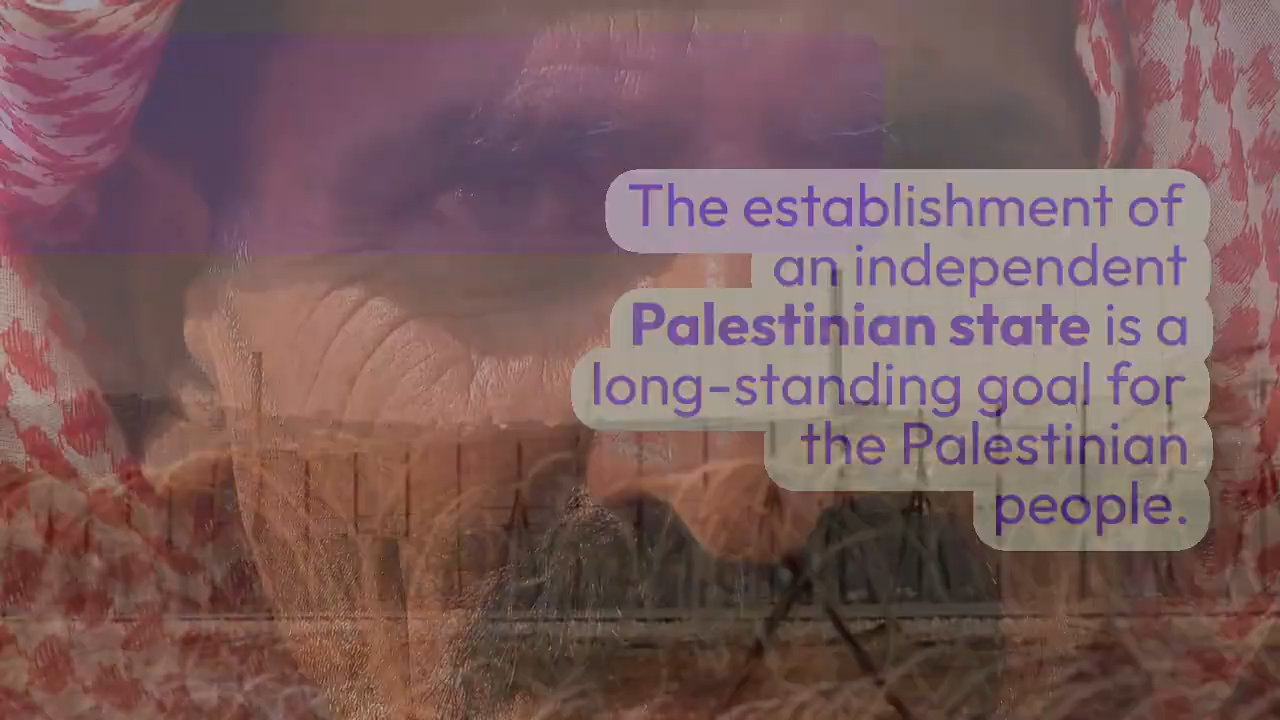 The establishment of
an independent
Palestinian state is a
long-standing goal for
the Palestinian
people.